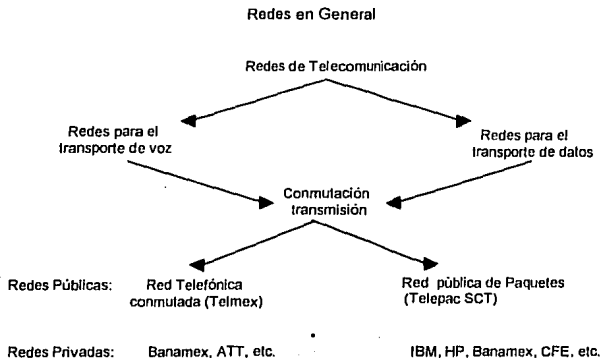 Redes en General
Redes de Telecomunicación
Redes para el
transporte de voz
Redes para el
transporte de datos
Conmutación
transmisión
Redes Públicas:
Red Telefónica
conmutada (Telmex)
Red pública de Paquetes
(Telepac SCT)
Redes Privadas:
Banamex, ATT, etc.
IBM, HP, Banamex, CFE, etc.